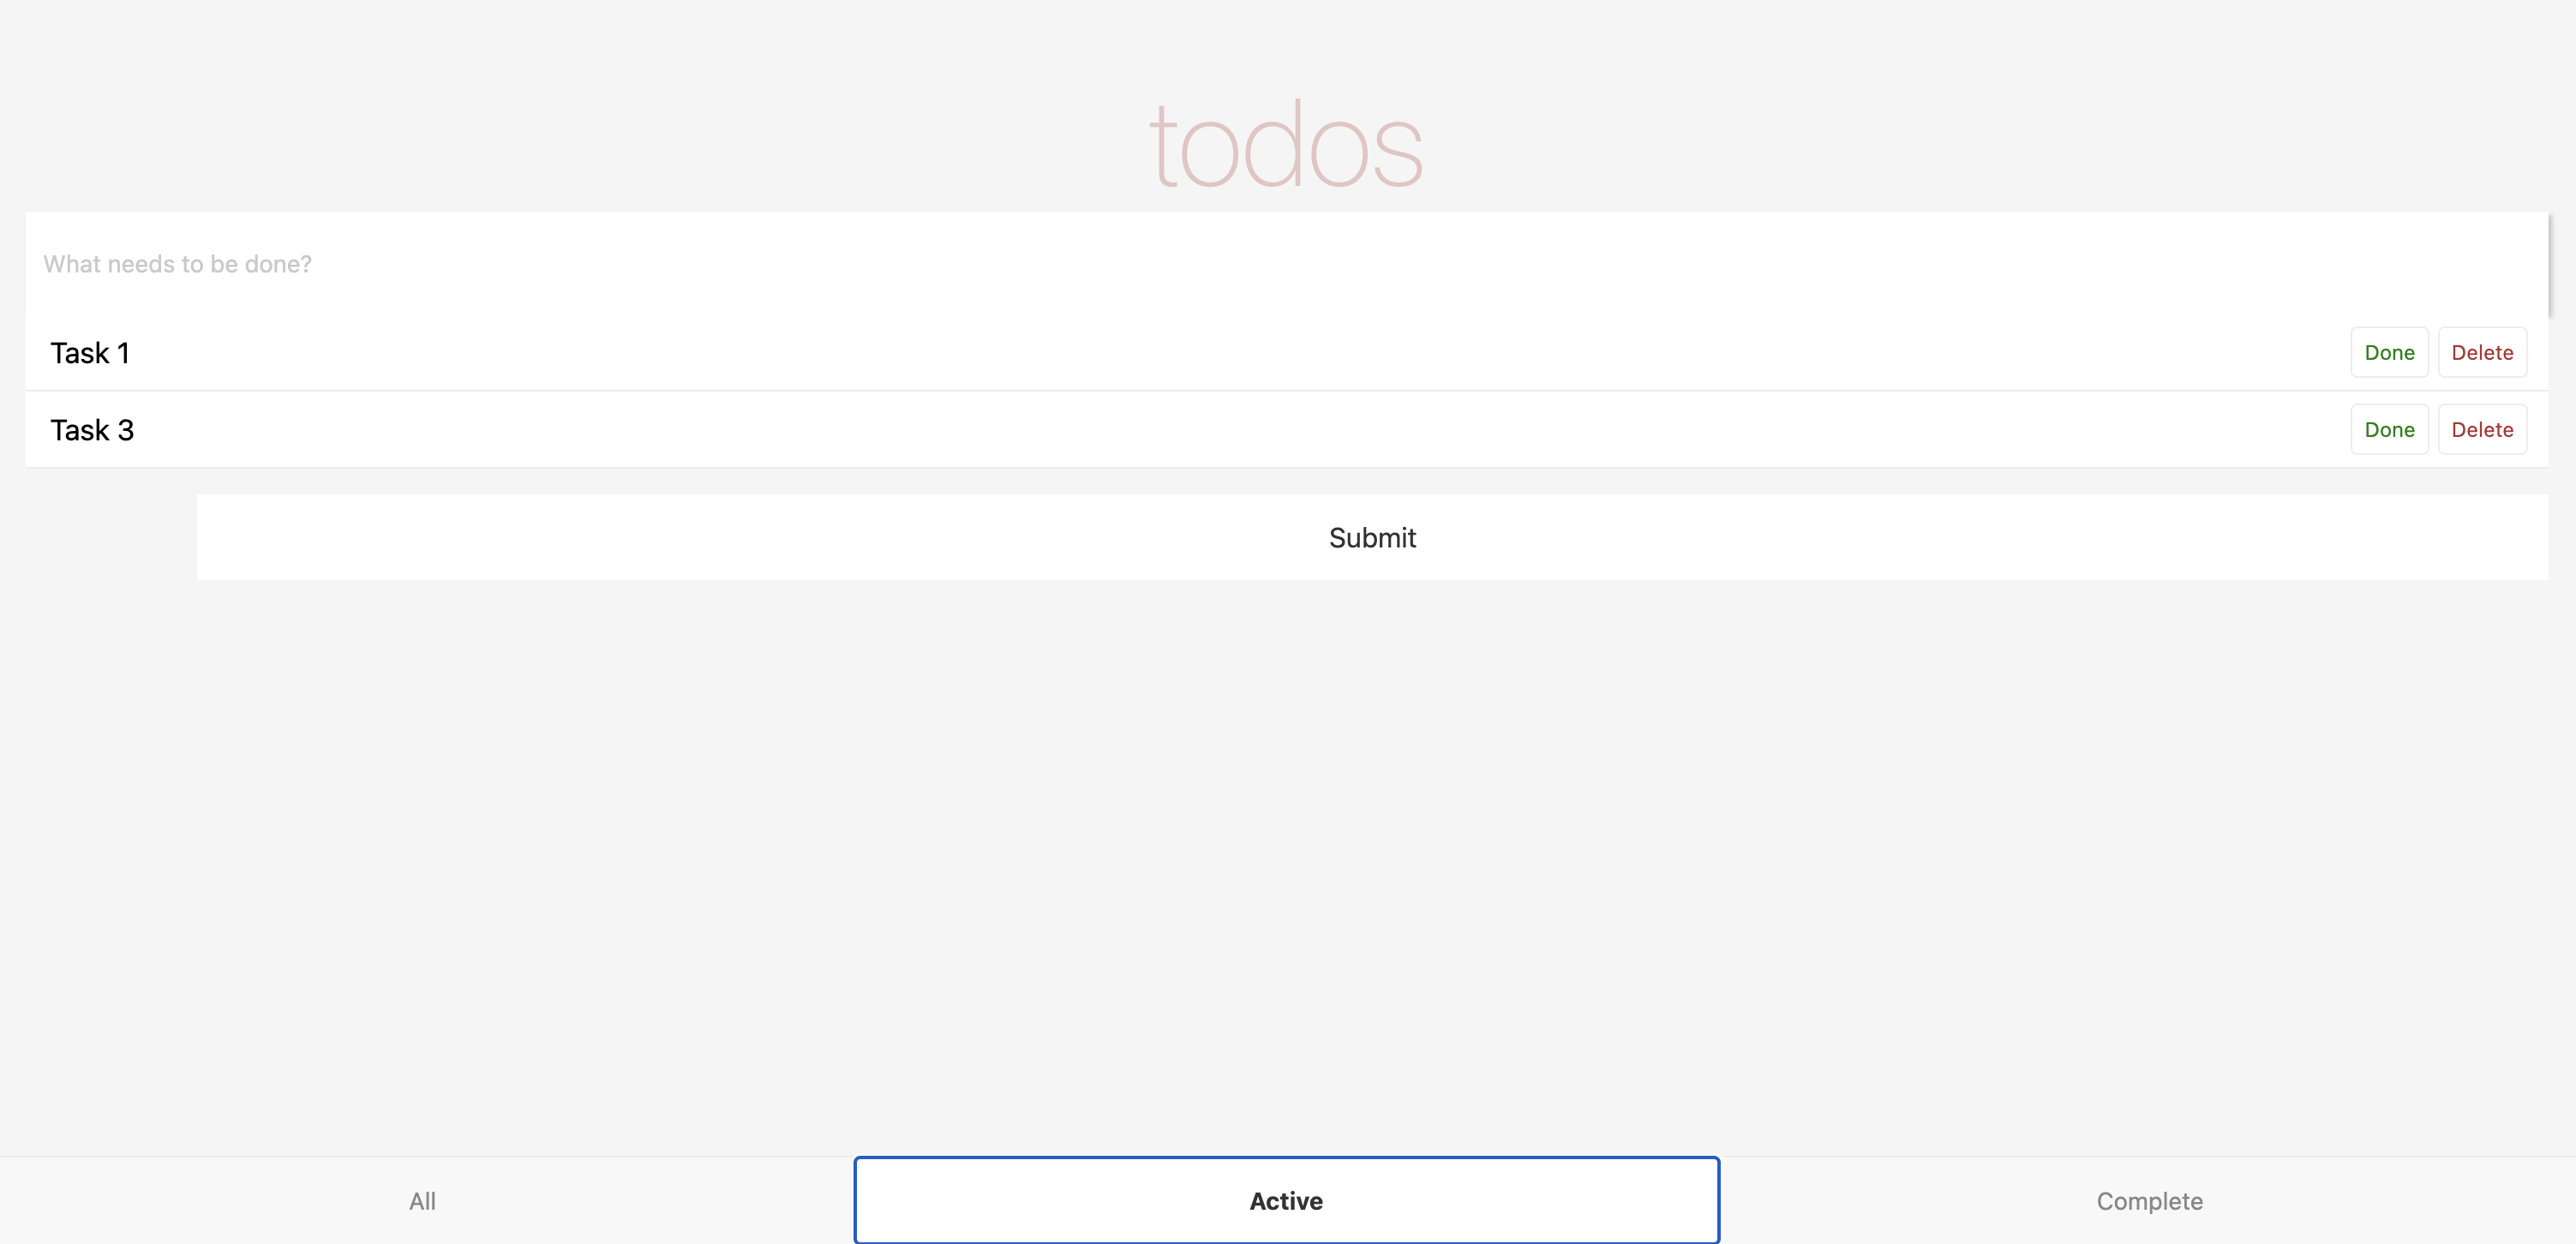 todos
What needs to be done?
Task 1 Done Delete
Task 3 Done Delete
Submit
All Active Complete